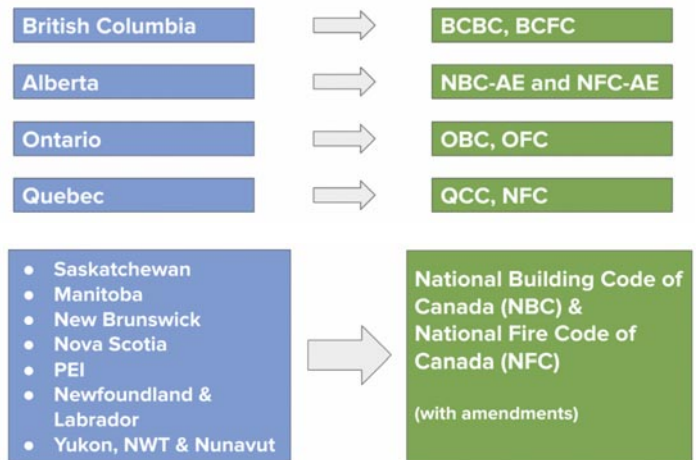 British Columbia
BCBC, BCFC
Alberta
NBC-AE and NFC-AE
Ontario
OBC, OFC
Quebec
QCC, NFC
● Saskatchewan
● Manitoba
● New Brunswick
● Nova Scotia
● PEI
● Newfoundland &
Labrador
● Yukon, NWT & Nunavut
National Building Code of
Canada (NBC) &
National Fire Code of
Canada (NFC)
(with amendments)